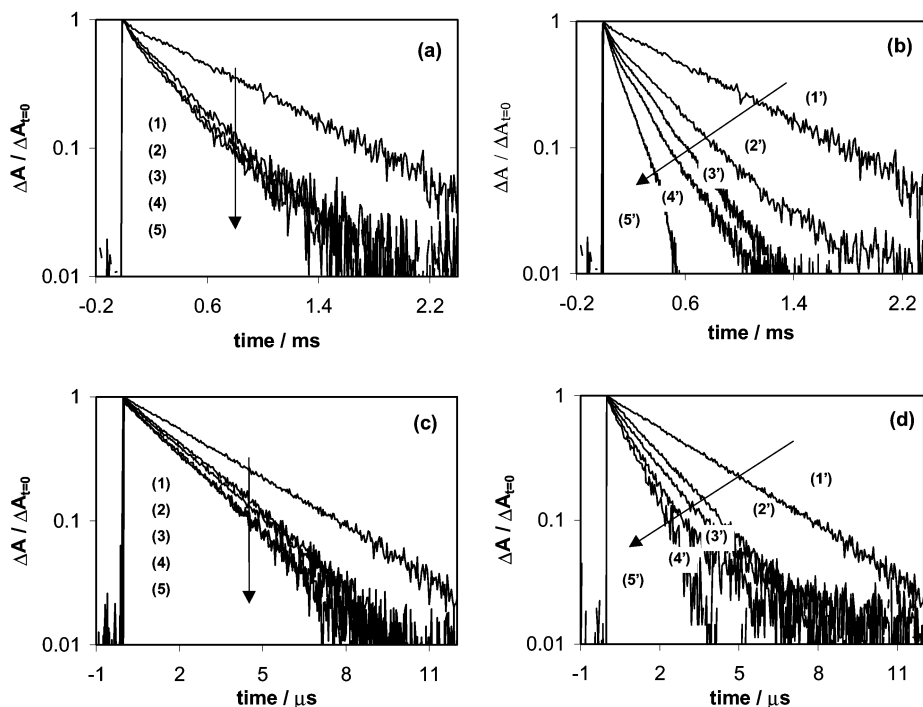 (a)
ΔA / ΔA_{t=0}
1
0.1
0.01
(1)
(2)
(3)
(4)
(5)
-0.2 0.6 1.4 2.2
time / ms
(b)
ΔA / ΔA_{t=0}
1
0.1
0.01
(1')
(2')
(3')
(4')
(5')
-0.2 0.6 1.4 2.2
time / ms
(c)
ΔA / ΔA_{t=0}
1
0.1
0.01
(1)
(2)
(3)
(4)
(5)
-1 2 5 8 11
time / μs
(d)
ΔA / ΔA_{t=0}
1
0.1
0.01
(1')
(2')
(3')
(4')
(5')
-1 2 5 8 11
time / μs